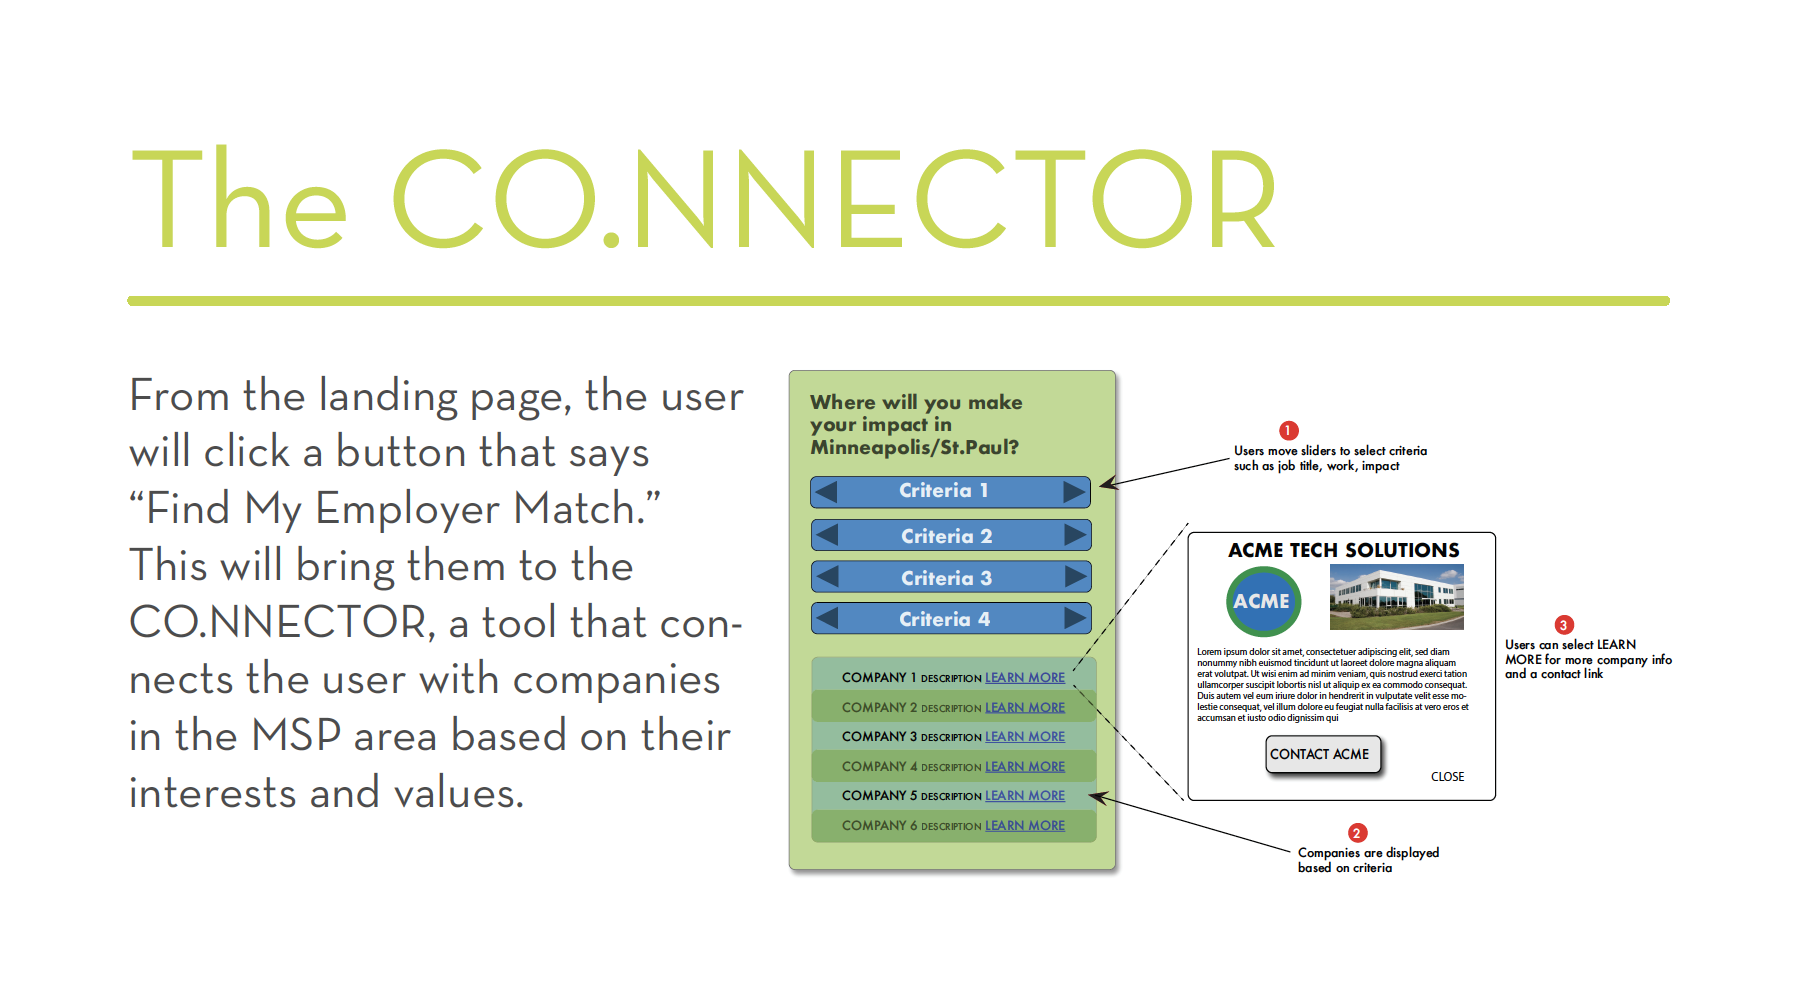 The CO.NNECTOR
From the landing page, the user
will click a button that says
“Find My Employer Match.”
This will bring them to the
CO.NNECTOR, a tool that con-
nects the user with companies
in the MSP area based on their
interests and values.
Where will you make
your impact in
Minneapolis/St.Paul?
Criteria 1
Criteria 2
Criteria 3
Criteria 4
COMPANY 1 DESCRIPTION LEARN MORE
COMPANY 2 DESCRIPTION LEARN MORE
COMPANY 3 DESCRIPTION LEARN MORE
COMPANY 4 DESCRIPTION LEARN MORE
COMPANY 5 DESCRIPTION LEARN MORE
COMPANY 6 DESCRIPTION LEARN MORE
1
Users move sliders to select criteria
such as job title, work, impact
ACME TECH SOLUTIONS
ACME
Lorem ipsum dolor sit amet, consectetuer adipiscing elit, sed diam
nonummy nibh euismod tincidunt ut laoreet dolore magna aliquam
erat volutpat. Ut wisi enim ad minim veniam, quis nostrud exerci tation
ullamcorper suscipit lobortis nisl ut aliquip ex ea commodo consequat.
Duis autem vel eum iriure dolor in hendrerit in vulputate velit esse mo-
lestie consequat, vel illum dolore eu feugiat nulla facilisis at vero eros et
accumsan et iusto odio dignissim qui
CONTACT ACME
CLOSE
3
Users can select LEARN
MORE for more company info
and a contact link
2
Companies are displayed
based on criteria